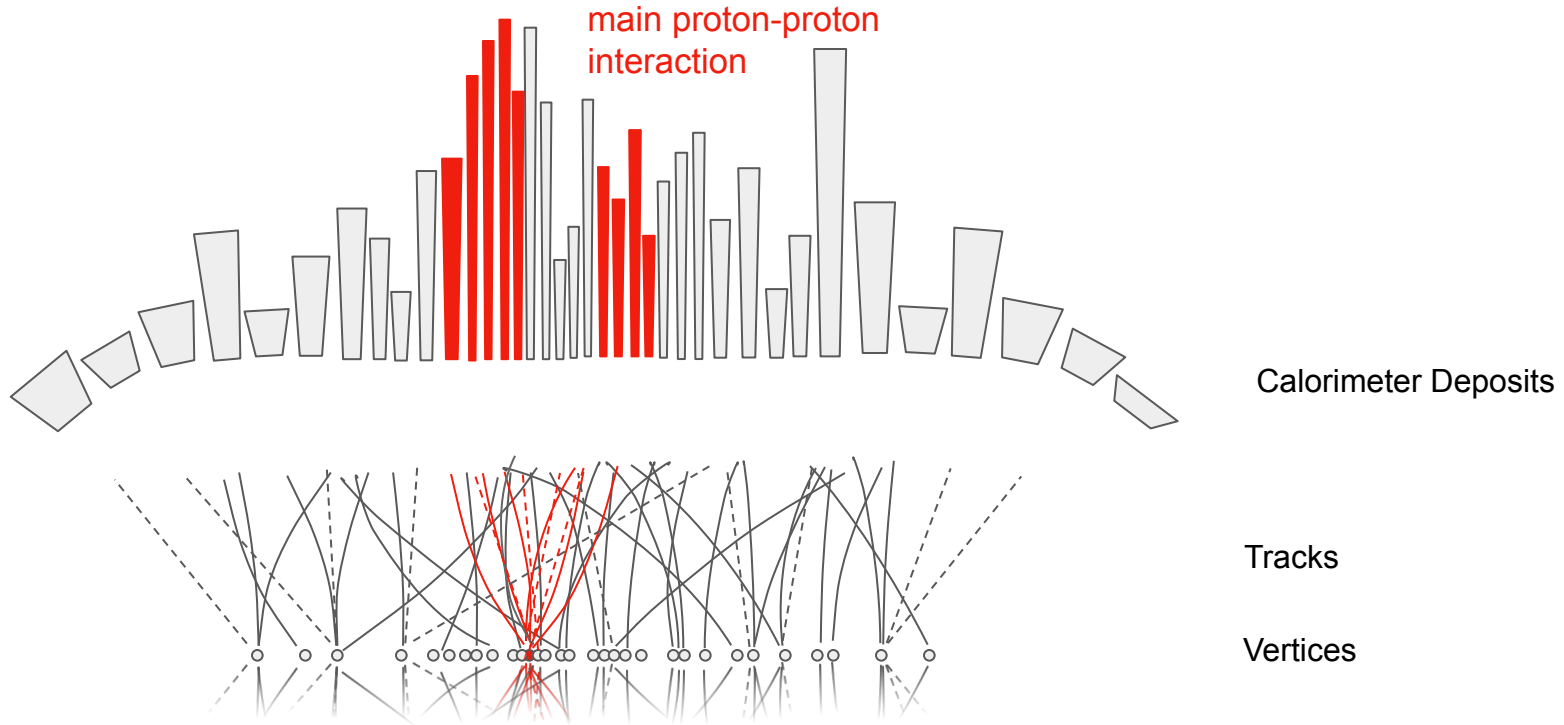 main proton-proton
interaction
Calorimeter Deposits
Tracks
Vertices